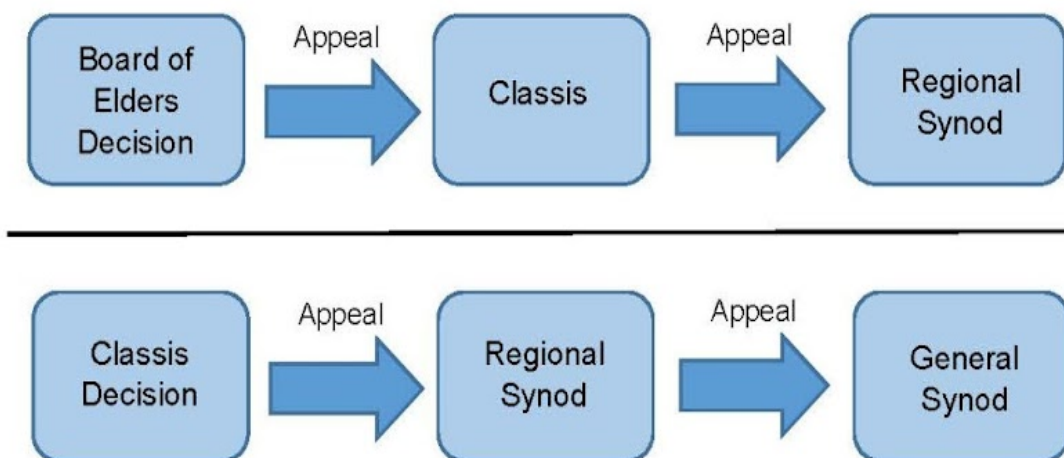 Appeal
Appeal
Board of
Elders
Decision
Classis
Regional
Synod
Appeal
Appeal
Classis
Decision
Regional
Synod
General
Synod